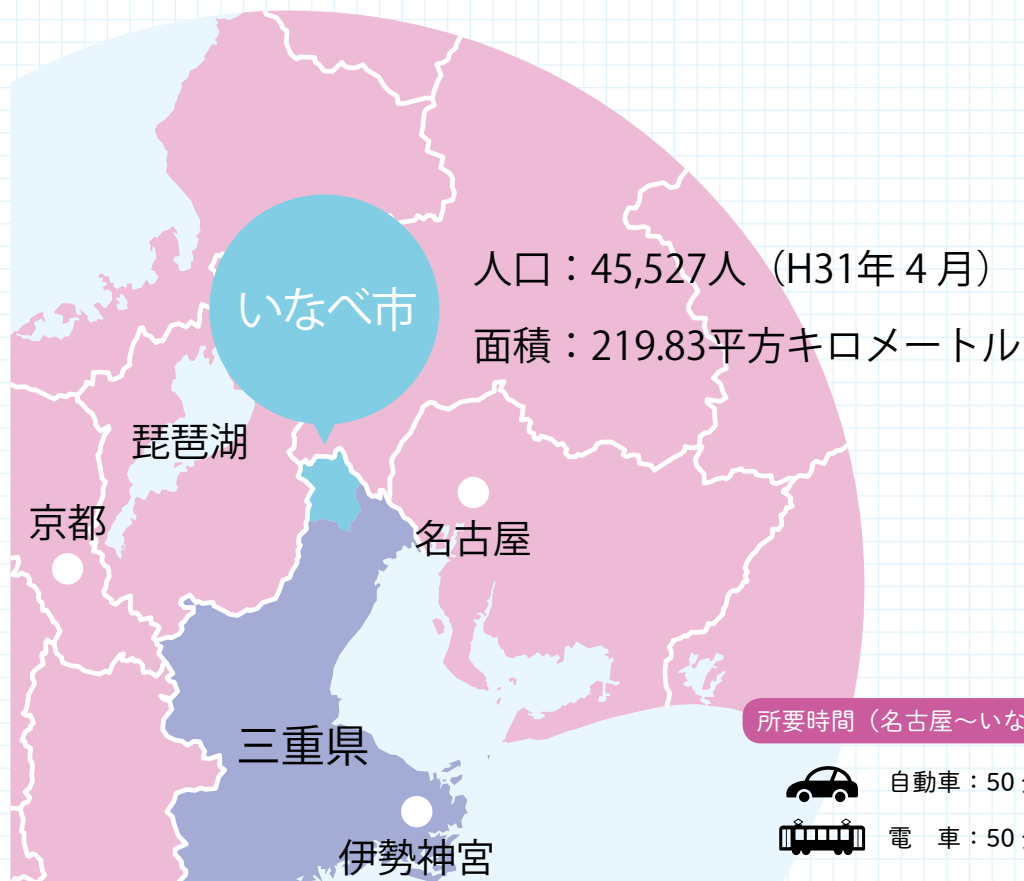 いなべ市
人口：45,527人（H31年４月）
面積：219.83平方キロメートル
琵琶湖
京都
名古屋
三重県
伊勢神宮
所要時間（名古屋～いな
自動車：50
電　車：50